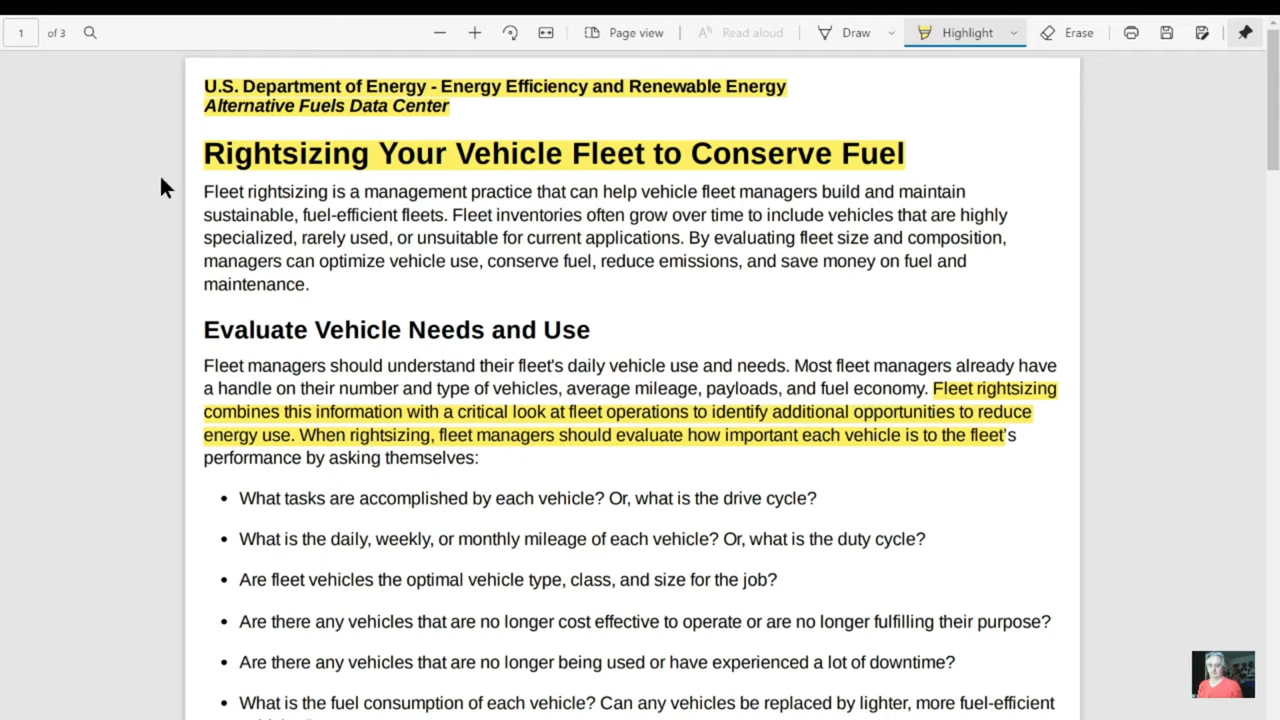 1 of 3 Page view Read aloud Draw Highlight Erase
U.S. Department of Energy - Energy Efficiency and Renewable Energy
Alternative Fuels Data Center
Rightsizing Your Vehicle Fleet to Conserve Fuel
Fleet rightsizing is a management practice that can help vehicle fleet managers build and maintain
sustainable, fuel-efficient fleets. Fleet inventories often grow over time to include vehicles that are highly
specialized, rarely used, or unsuitable for current applications. By evaluating fleet size and composition,
managers can optimize vehicle use, conserve fuel, reduce emissions, and save money on fuel and
maintenance.
Evaluate Vehicle Needs and Use
Fleet managers should understand their fleet's daily vehicle use and needs. Most fleet managers already have
a handle on their number and type of vehicles, average mileage, payloads, and fuel economy. Fleet rightsizing
combines this information with a critical look at fleet operations to identify additional opportunities to reduce
energy use. When rightsizing, fleet managers should evaluate how important each vehicle is to the fleet's
performance by asking themselves:
• What tasks are accomplished by each vehicle? Or, what is the drive cycle?
• What is the daily, weekly, or monthly mileage of each vehicle? Or, what is the duty cycle?
• Are fleet vehicles the optimal vehicle type, class, and size for the job?
• Are there any vehicles that are no longer cost effective to operate or are no longer fulfilling their purpose?
• Are there any vehicles that are no longer being used or have experienced a lot of downtime?
• What is the fuel consumption of each vehicle? Can any vehicles be replaced by lighter, more fuel-efficient